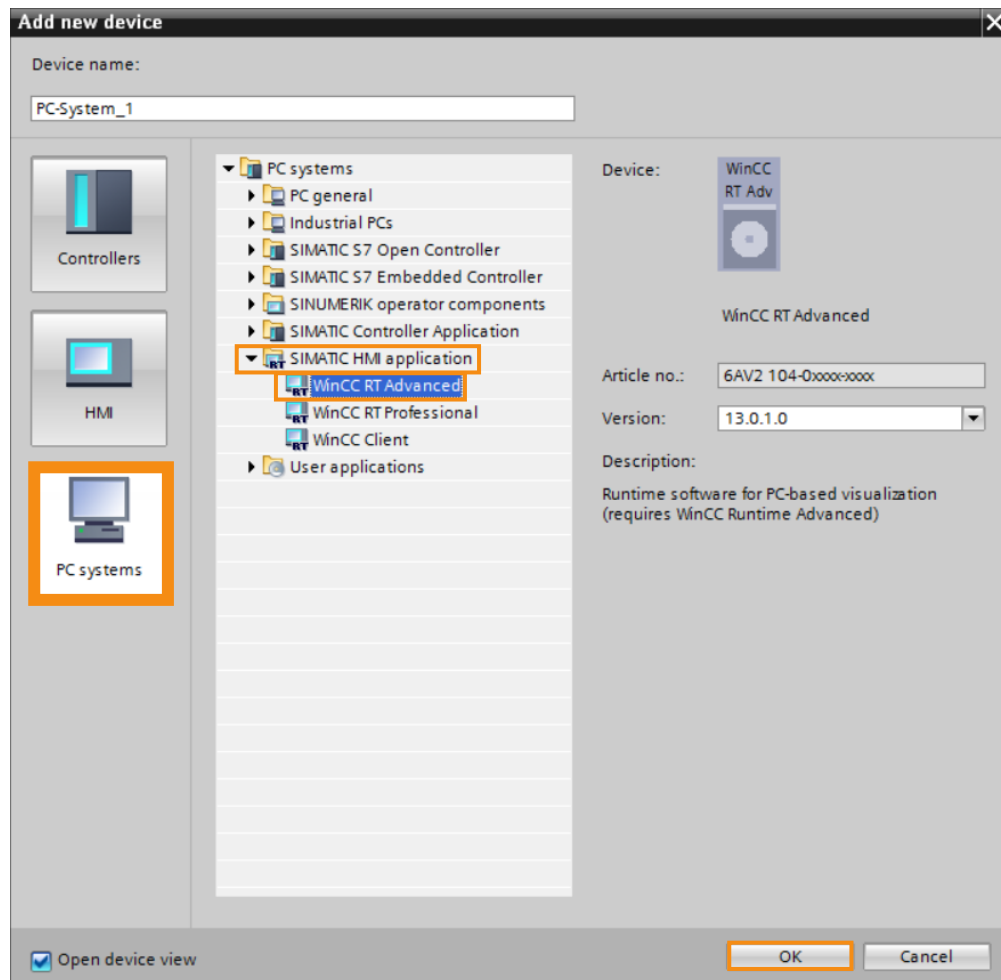 Add new device
Device name:
PC-System_1
Controllers
HMI
PC systems
PC systems
PC general
Industrial PCs
SIMATIC S7 Open Controller
SIMATIC S7 Embedded Controller
SINUMERIK operator components
SIMATIC Controller Application
SIMATIC HMI application
WinCC RT Advanced
WinCC RT Professional
WinCC Client
User applications
Device:
WinCC
RT Adv
WinCC RT Advanced
Article no.: 6AV2 104-0xxxx-xxxx
Version: 13.0.1.0
Description:
Runtime software for PC-based visualization
(requires WinCC Runtime Advanced)
Open device view
OK Cancel